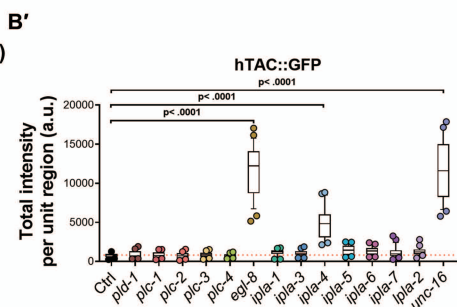 B′
)
hTAC::GFP
p< .0001
p< .0001
p< .0001
Total intensity
per unit region (a.u.)
20000
15000
10000
5000
0
Ctrl
pld-1
plc-1
plc-2
plc-3
plc-4
egl-8
ipla-1
ipla-3
ipla-4
ipla-5
ipla-6
ipla-7
unc-16